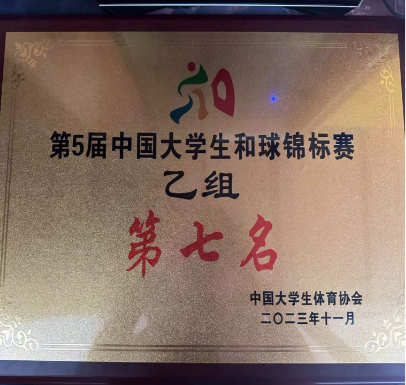 第5届中国大学生和球锦标赛
乙组
第七名
中国大学生体育协会
二〇二三年十一月